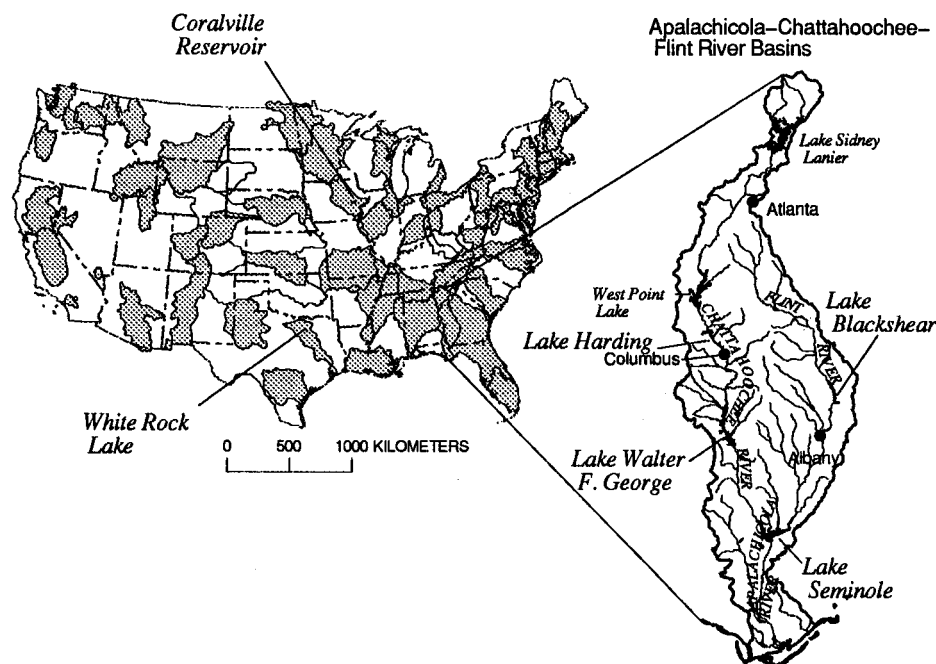 Coralville
Reservoir
Apalachicola–Chattahoochee–
Flint River Basins
Lake Sidney
Lanier
Atlanta
West Point
Lake
FLINT
RIVER
Lake
Blackshear
Lake Harding
Columbus
CHATTAHOOCHEE
RIVER
White Rock
Lake
0 500 1000 KILOMETERS
Lake Walter
F. George
Albany
APALACHICOLA
RIVER
Lake
Seminole